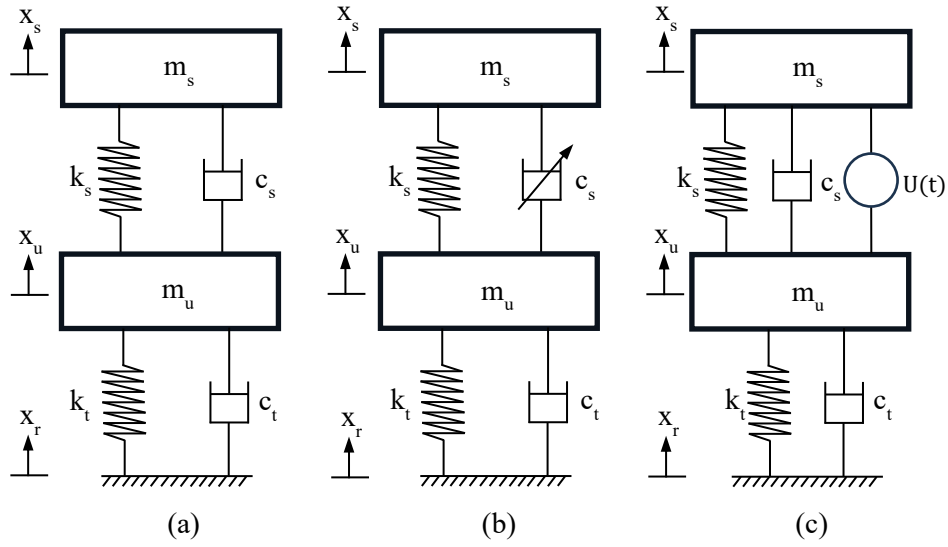 x_s m_s x_s m_s x_s m_s
k_s c_s k_s c_s k_s c_s U(t)
x_u m_u x_u m_u x_u m_u
k_t c_t k_t c_t k_t c_t
x_r x_r x_r
(a) (b) (c)